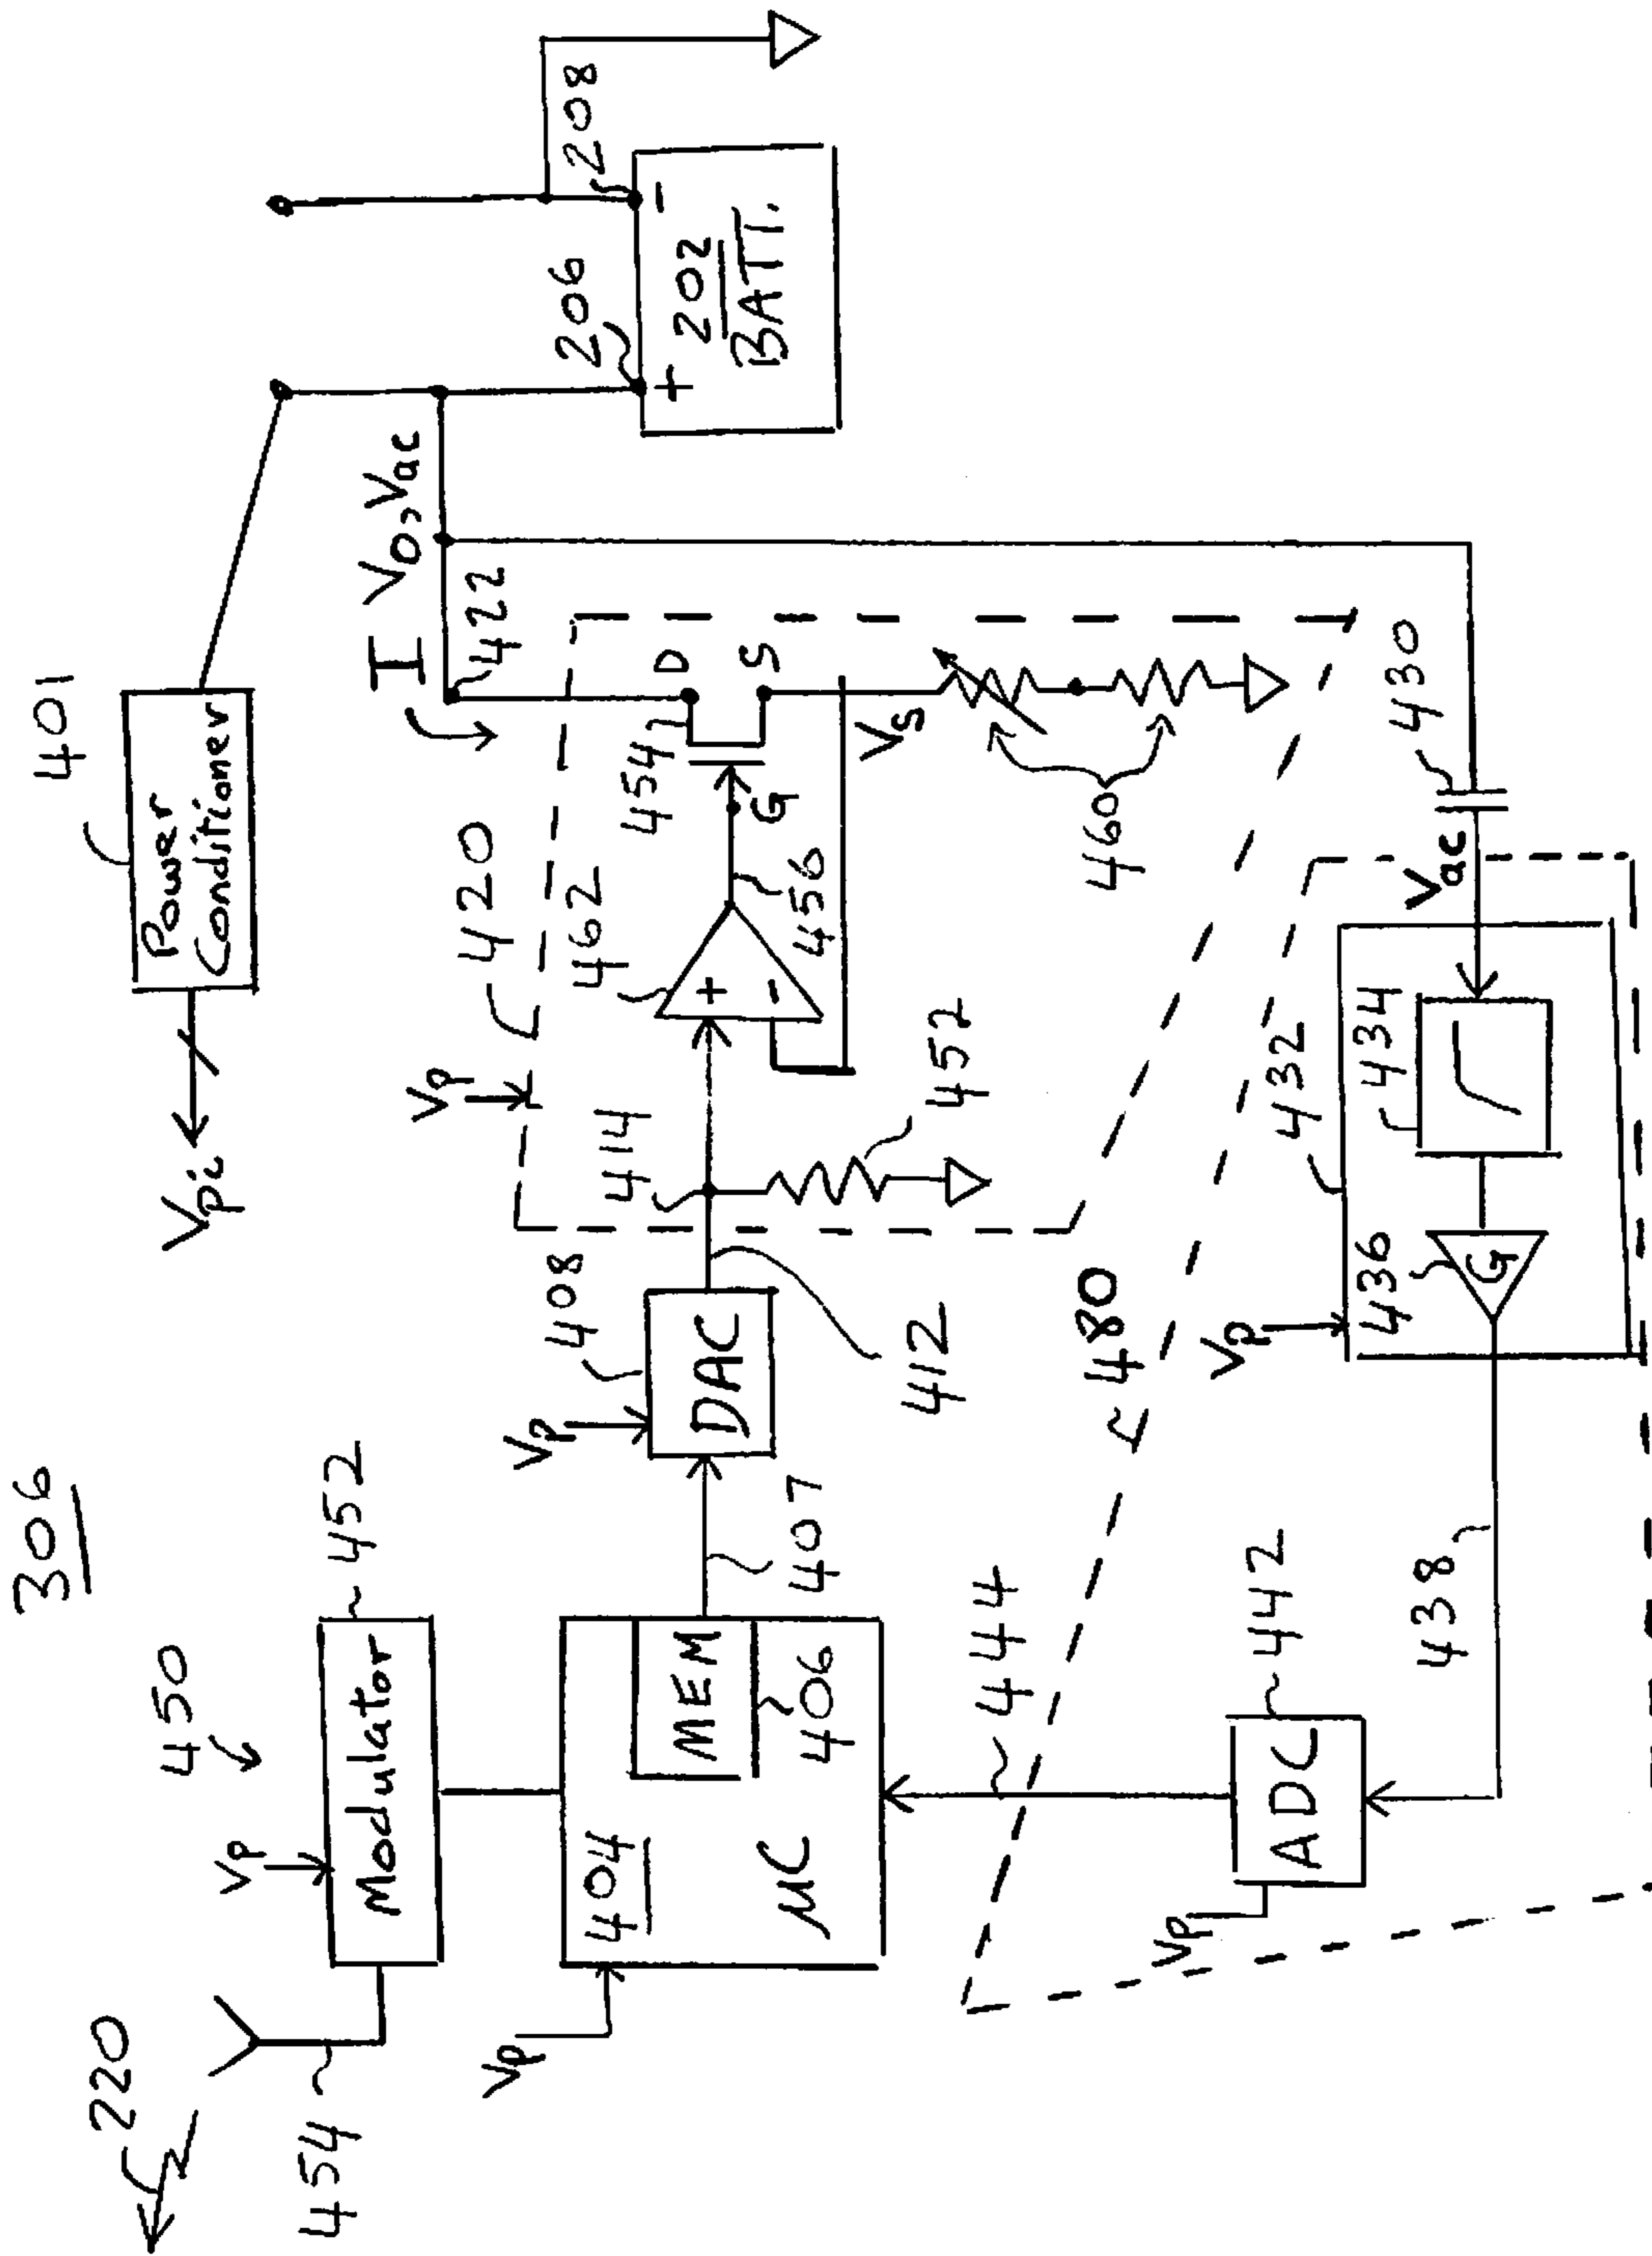 306
220
454
450
Vp
Modulator
452
Vp
404
μC
MEM
406
407
Vp
DAC
408
412
414
452
Vp
420
462
+
-
456
G
454
D
S
Vs
460
I
422
Vo, Vac
Vpi
Power
Conditioner
401
206
208
+
-
202
BATT.
430
Vac
432
434
Vp
436
G
438
480
442
ADC
Vp
444